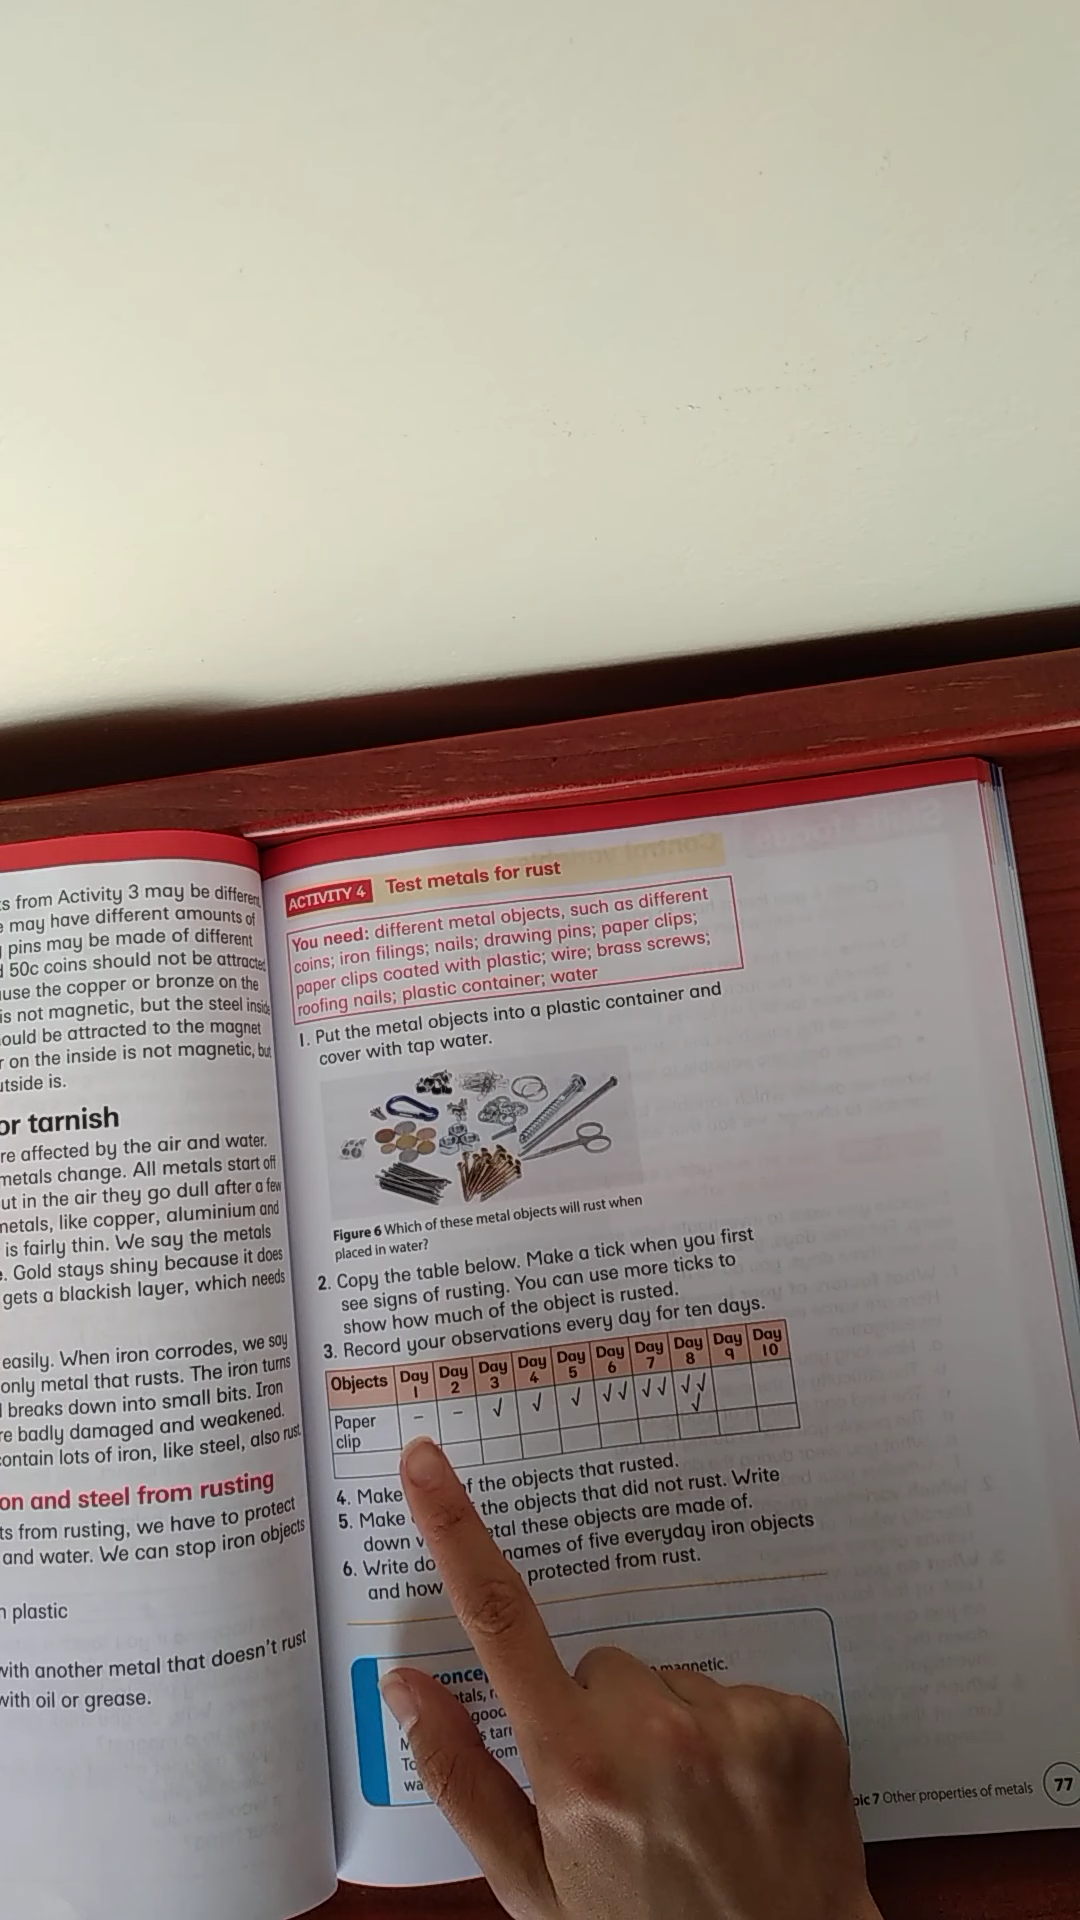 s from Activity 3 may be different
may have different amounts of
pins may be made of different
50c coins should not be attracted
use the copper or bronze on the
is not magnetic, but the steel inside
ould be attracted to the magnet
on the inside is not magnetic, but
utside is.
or tarnish
re affected by the air and water.
metals change. All metals start off
ut in the air they go dull after a few
metals, like copper, aluminium and
is fairly thin. We say the metals
. Gold stays shiny because it does
gets a blackish layer, which needs
easily. When iron corrodes, we say
only metal that rusts. The iron turns
breaks down into small bits. Iron
re badly damaged and weakened.
contain lots of iron, like steel, also rust
on and steel from rusting
ts from rusting, we have to protect
and water. We can stop iron objects
plastic
with another metal that doesn't rust
with oil or grease.
ACTIVITY 4 Test metals for rust
You need: different metal objects, such as different
coins; iron filings; nails; drawing pins; paper clips;
paper clips coated with plastic; wire; brass screws;
roofing nails; plastic container; water
1. Put the metal objects into a plastic container and
cover with tap water.
Figure 6 Which of these metal objects will rust when
placed in water?
2. Copy the table below. Make a tick when you first
see signs of rusting. You can use more ticks to
show how much of the object is rusted.
3. Record your observations every day for ten days.
Objects Day 1 Day 2 Day 3 Day 4 Day 5 Day 6 Day 7 Day 8 Day 9 Day 10
Paper clip – – √ √ √ √√ √√ √√√
4. Make of the objects that rusted.
5. Make the objects that did not rust. Write
down etal these objects are made of.
6. Write do names of five everyday iron objects
and how protected from rust.
conce
magnetic.
tals,
good
s tar
To from
wa
pic 7 Other properties of metals 77